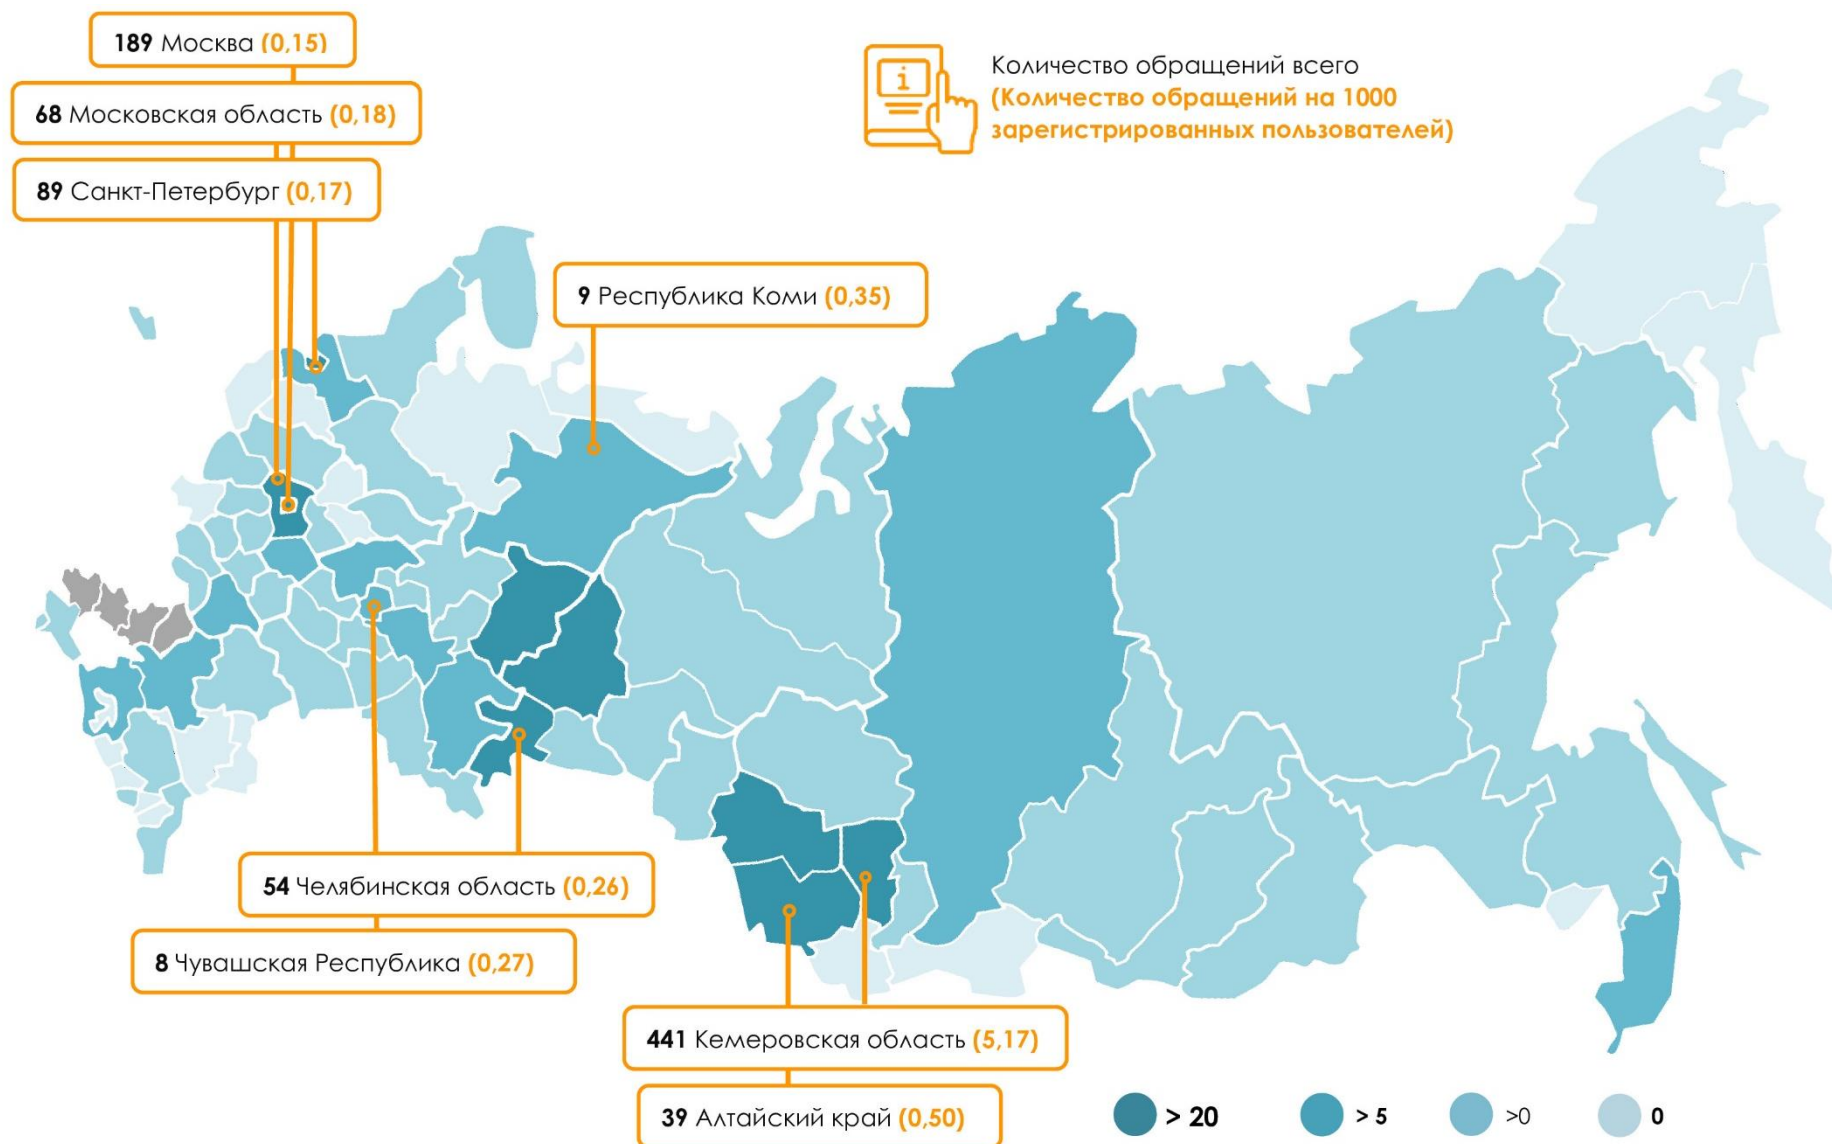 189 Москва (0,15)
68 Московская область (0,18)
89 Санкт-Петербург (0,17)
i
Количество обращений всего
(Количество обращений на 1000
зарегистрированных пользователей)
9 Республика Коми (0,35)
54 Челябинская область (0,26)
8 Чувашская Республика (0,27)
441 Кемеровская область (5,17)
39 Алтайский край (0,50)
> 20
> 5
>0
0